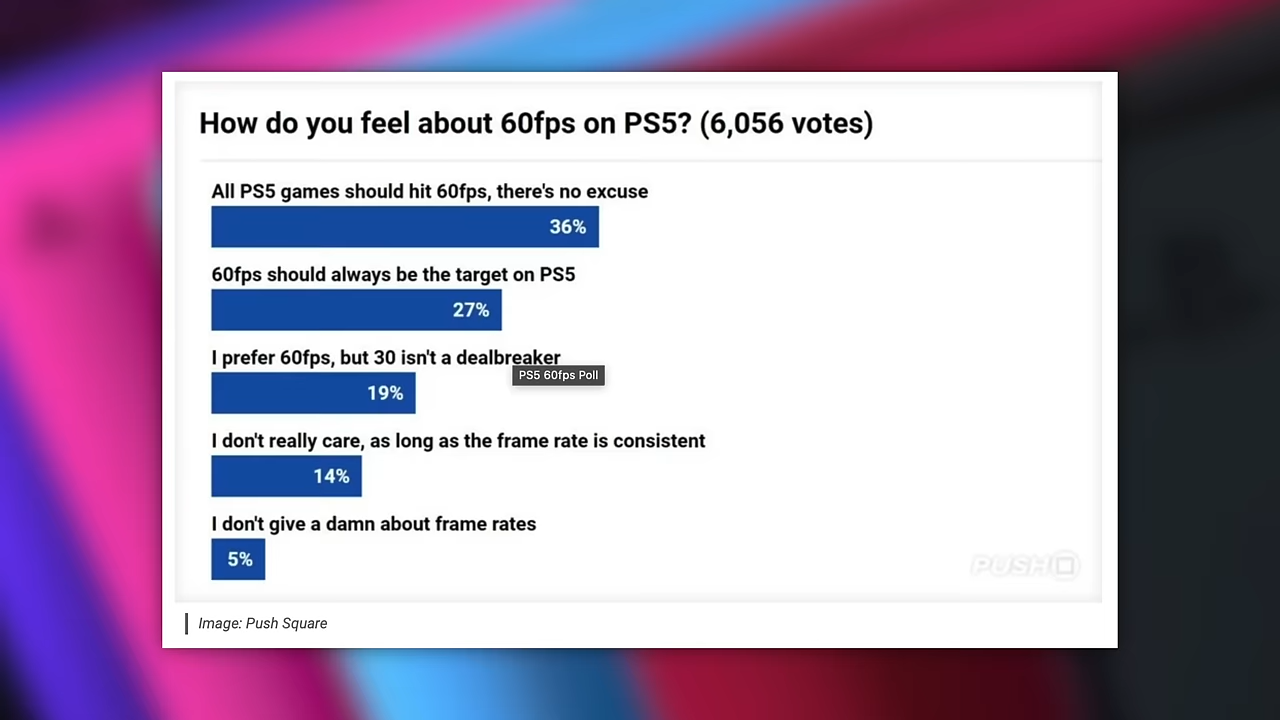 How do you feel about 60fps on PS5? (6,056 votes)
All PS5 games should hit 60fps, there's no excuse
36%
60fps should always be the target on PS5
27%
I prefer 60fps, but 30 isn't a dealbreaker
PS5 60fps Poll
19%
I don't really care, as long as the frame rate is consistent
14%
I don't give a damn about frame rates
5%
PUSH
Image: Push Square